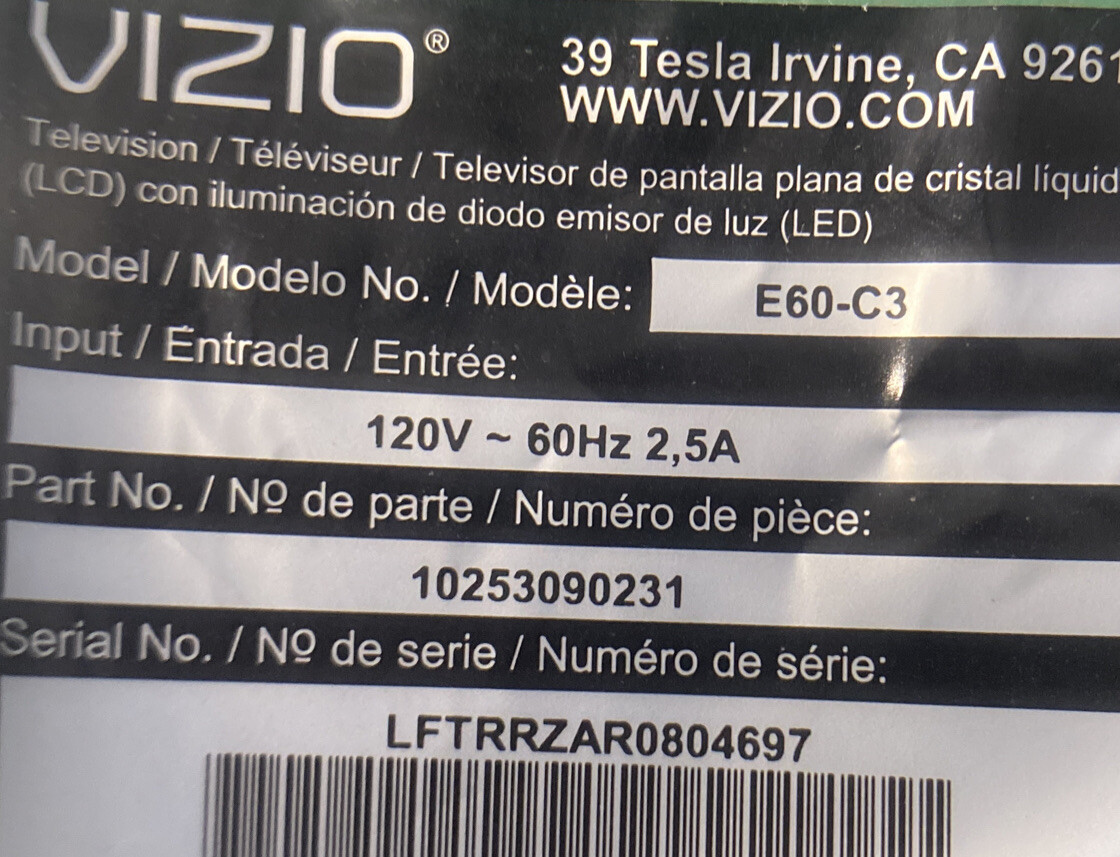 VIZIO®
39 Tesla Irvine, CA 9261
WWW.VIZIO.COM
Television / Téléviseur / Televisor de pantalla plana de cristal líquid
(LCD) con iluminación de diodo emisor de luz (LED)
Model / Modelo No. / Modèle: E60-C3
Input / Entrada / Entrée:
120V ~ 60Hz 2,5A
Part No. / Nº de parte / Numéro de pièce:
10253090231
Serial No. / Nº de serie / Numéro de série:
LFTRRZAR0804697